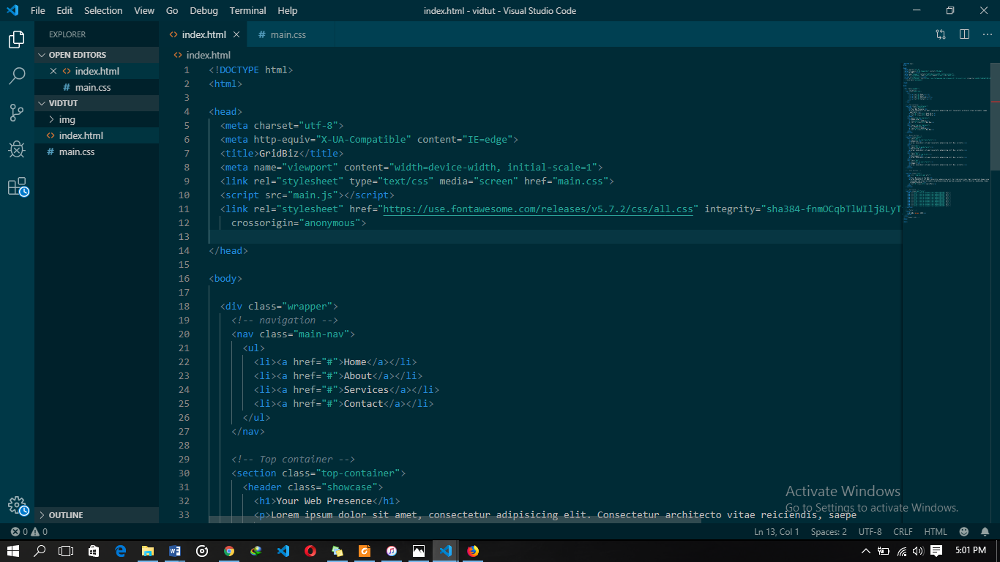 File Edit Selection View Go Debug Terminal Help
index.html - vidtut - Visual Studio Code
EXPLORER
OPEN EDITORS
index.html
# main.css
VIDTUT
img
index.html
# main.css
OUTLINE
index.html
# main.css
index.html
1 <!DOCTYPE html>
2 <html>
3
4 <head>
5 <meta charset="utf-8">
6 <meta http-equiv="X-UA-Compatible" content="IE=edge">
7 <title>GridBiz</title>
8 <meta name="viewport" content="width=device-width, initial-scale=1">
9 <link rel="stylesheet" type="text/css" media="screen" href="main.css">
10 <script src="main.js"></script>
11 <link rel="stylesheet" href="https://use.fontawesome.com/releases/v5.7.2/css/all.css" integrity="sha384-fnmOCqbTlWIlj8LyT
12 crossorigin="anonymous">
13
14 </head>
15
16 <body>
17
18 <div class="wrapper">
19 <!-- navigation -->
20 <nav class="main-nav">
21 <ul>
22 <li><a href="#">Home</a></li>
23 <li><a href="#">About</a></li>
24 <li><a href="#">Services</a></li>
25 <li><a href="#">Contact</a></li>
26 </ul>
27 </nav>
28
29 <!-- Top container -->
30 <section class="top-container">
31 <header class="showcase">
32 <h1>Your Web Presence</h1>
33 <p>Lorem ipsum dolor sit amet, consectetur adipisicing elit. Consectetur architecto vitae reiciendis, saepe
Activate Windows
Go to Settings to activate Windows.
0 0
Ln 13, Col 1 Spaces: 2 UTF-8 CRLF HTML
5:01 PM